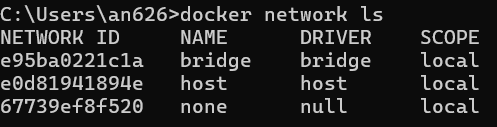 C:\Users\an626>docker network ls
NETWORK ID     NAME      DRIVER    SCOPE
e95ba0221c1a   bridge    bridge    local
e0d81941894e   host      host      local
67739ef8f520   none      null      local